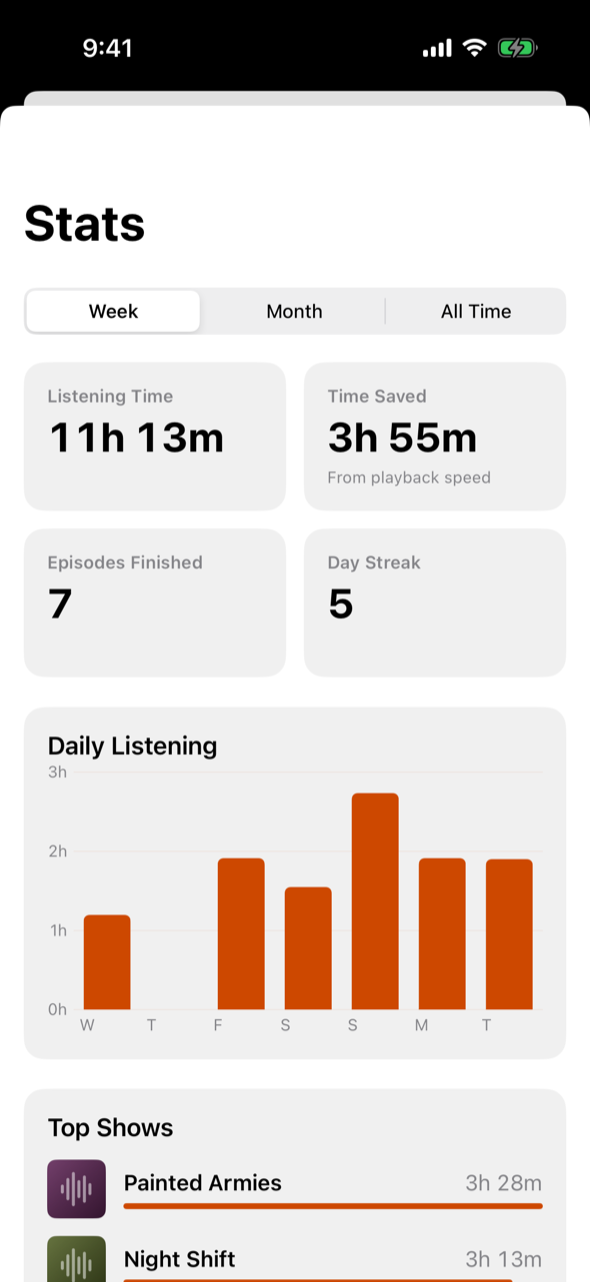 9:41
Stats
Week Month All Time
Listening Time
11h 13m
Time Saved
3h 55m
From playback speed
Episodes Finished
7
Day Streak
5
Daily Listening
3h
2h
1h
0h
W T F S S M T
Top Shows
Painted Armies 3h 28m
Night Shift 3h 13m